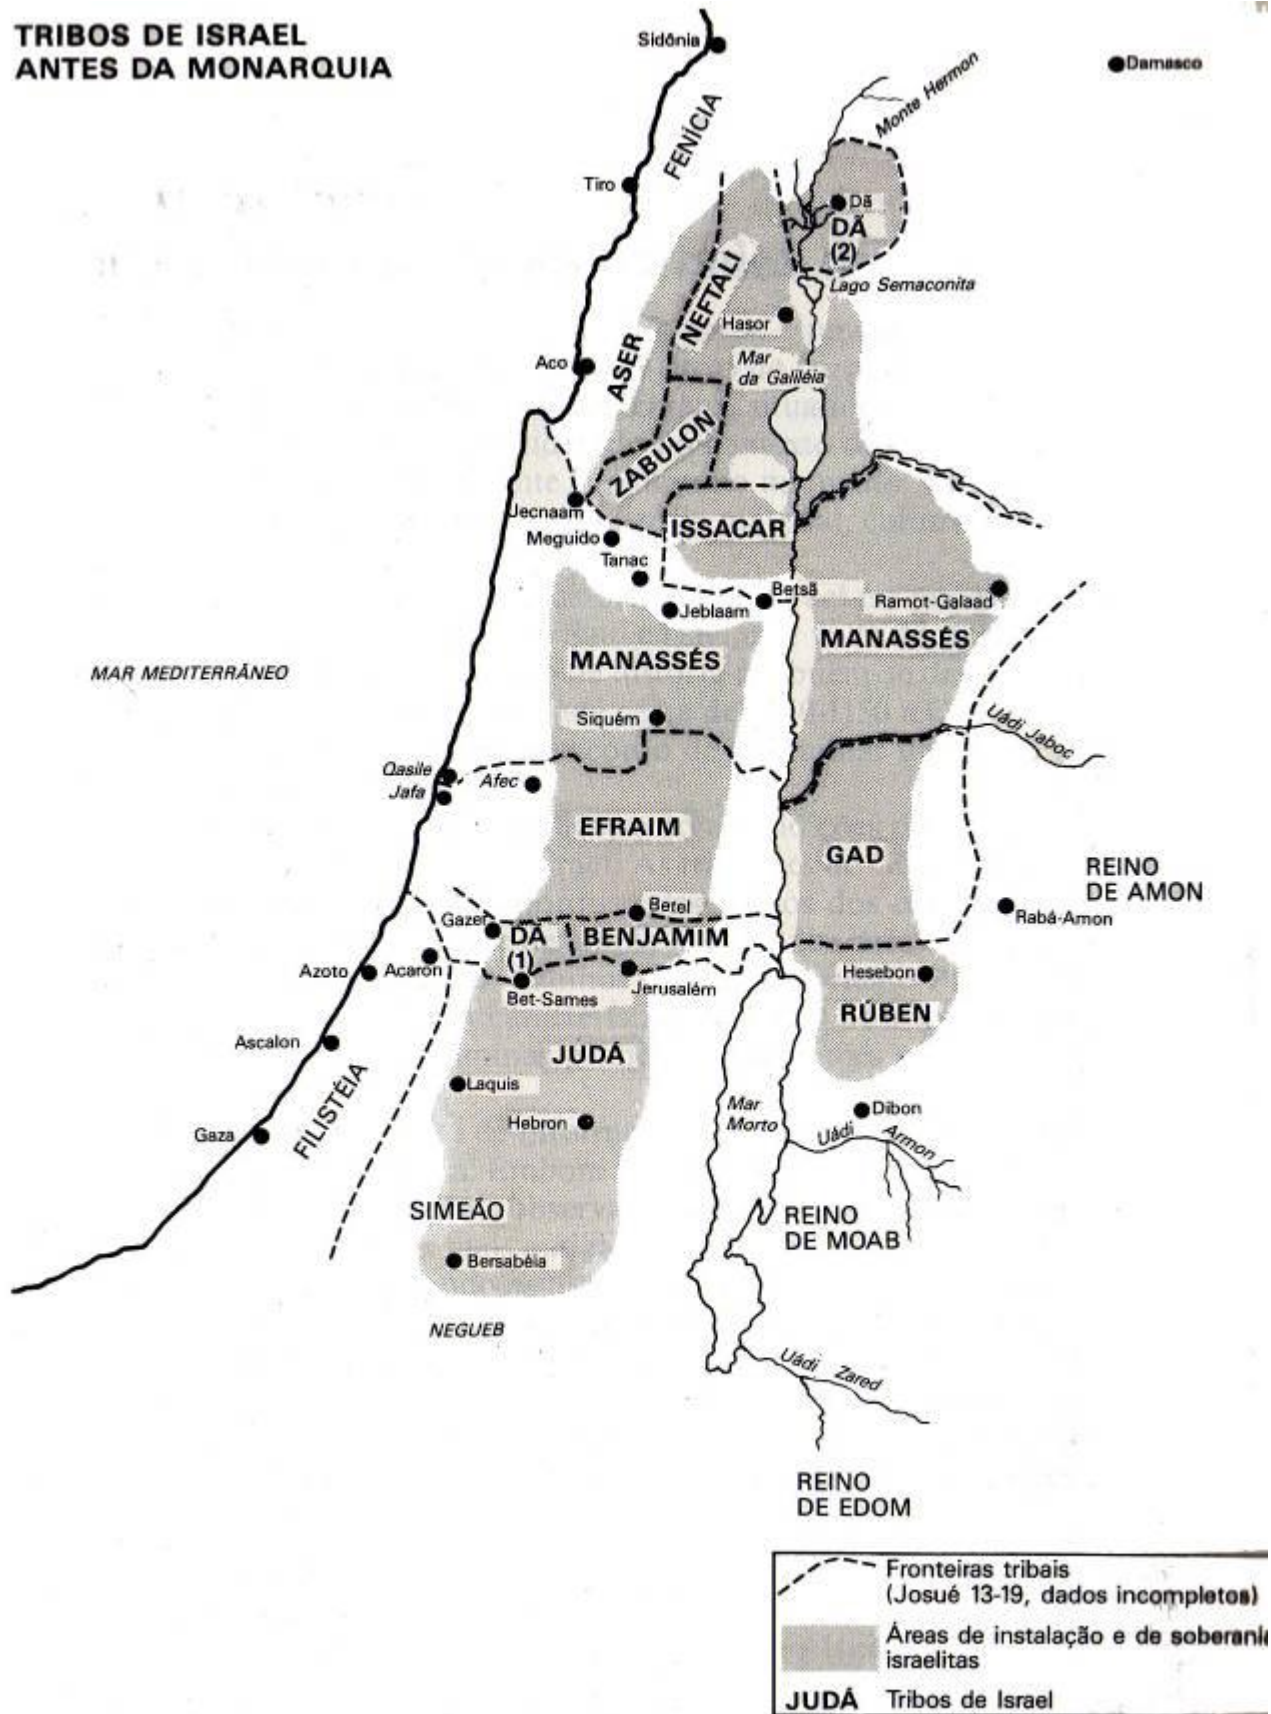 TRIBOS DE ISRAEL
ANTES DA MONARQUIA
Sidônia
Damasco
Monte Hermon
FENÍCIA
Tiro
Dã
DÃ
(2)
NEFTALI
Lago Semaconita
Hasor
ASER
Aco
Mar
da Galiléia
ZABULON
Jecnaam
ISSACAR
Meguido
Tanac
Betsã
Jeblaam
Ramot-Galaad
MANASSÉS
MANASSÉS
MAR MEDITERRÂNEO
Siquém
Uádi Jaboc
Qasile
Jafa
Afec
EFRAIM
GAD
REINO
DE AMON
Betel
Rabá-Amon
Gazer
DÃ
(1)
BENJAMIM
Azoto
Acaron
Jerusalém
Hesebon
Bet-Sames
RÚBEN
Ascalon
JUDÁ
Laquis
Mar
Morto
Dibon
Hebron
Gaza
FILISTÉIA
Uádi Armon
SIMEÃO
REINO
DE MOAB
Bersabéia
NEGUEB
Uádi Zared
REINO
DE EDOM
Fronteiras tribais
(Josué 13-19, dados incompletos)
Áreas de instalação e de soberania
israelitas
JUDÁ Tribos de Israel